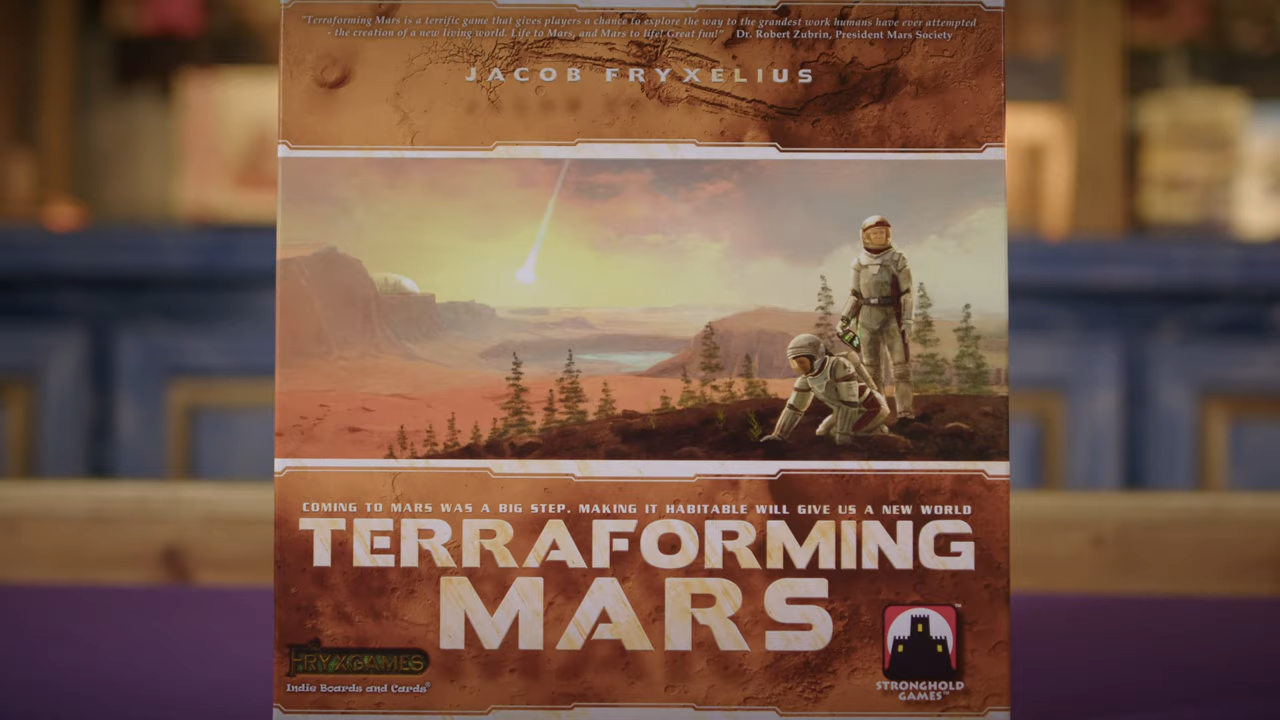 "Terraforming Mars is a terrific game that gives players a chance to explore the way to the grandest work humans have ever attempted
- the creation of a new living world. Life to Mars, and Mars to life! Great fun!" Dr. Robert Zubrin, President Mars Society
JACOB FRYXELIUS
COMING TO MARS WAS A BIG STEP. MAKING IT HABITABLE WILL GIVE US A NEW WORLD
TERRAFORMING
MARS
FRYXGAMES
Indie Boards and Cards®
STRONGHOLD
GAMES™